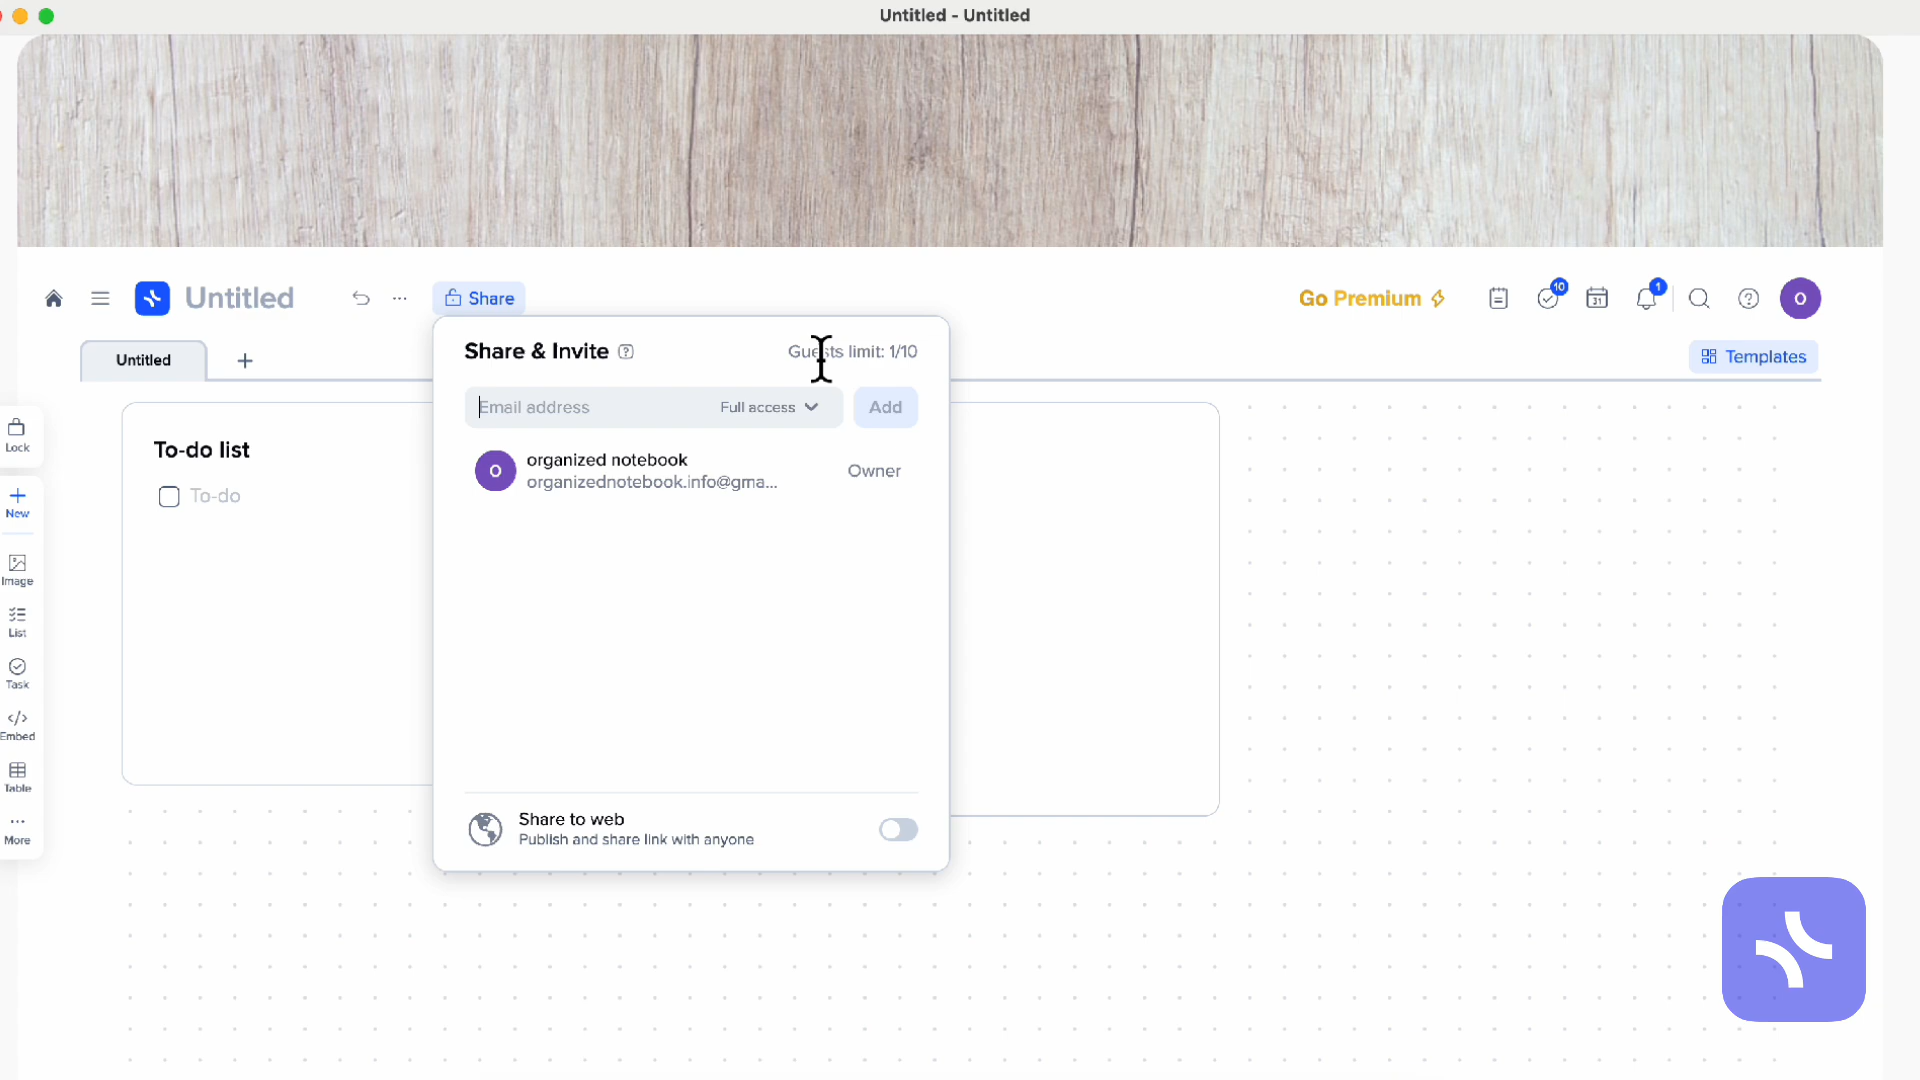 Untitled - Untitled
Untitled
Share
Go Premium
10
31
1
O
Untitled
+
Templates
Share & Invite ?
Guests limit: 1/10
Email address
Full access
Add
organized notebook
O
organizednotebook.info@gma...
Owner
Share to web
Publish and share link with anyone
To-do list
To-do
Lock
New
Image
List
Task
Embed
Table
More